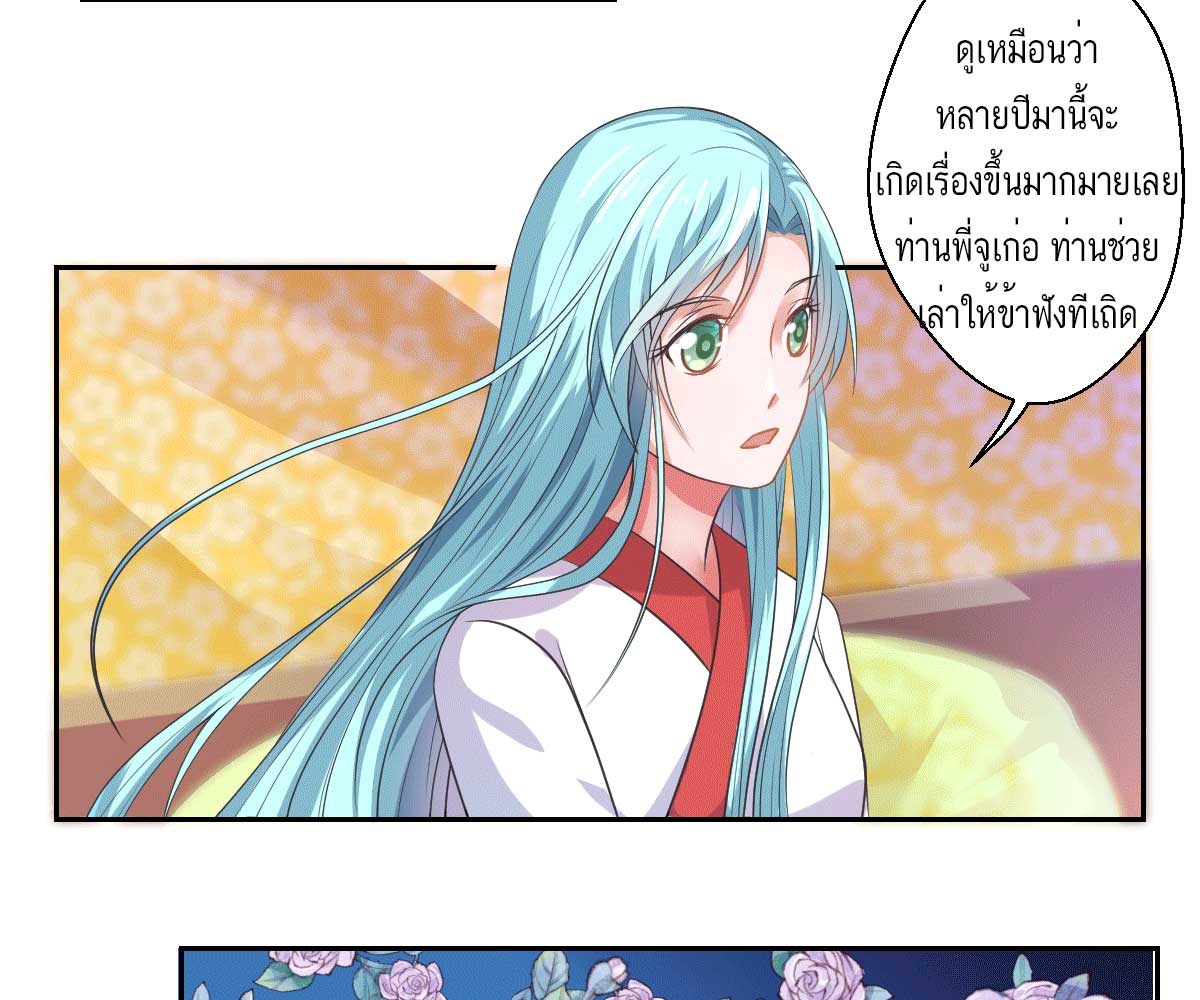 ดูเหมือนว่า
หลายปีมานี้จะ
เกิดเรื่องขึ้นมากมายเลย
ท่านพี่จูเก่อ ท่านช่วย
เล่าให้ข้าฟังทีเถิด